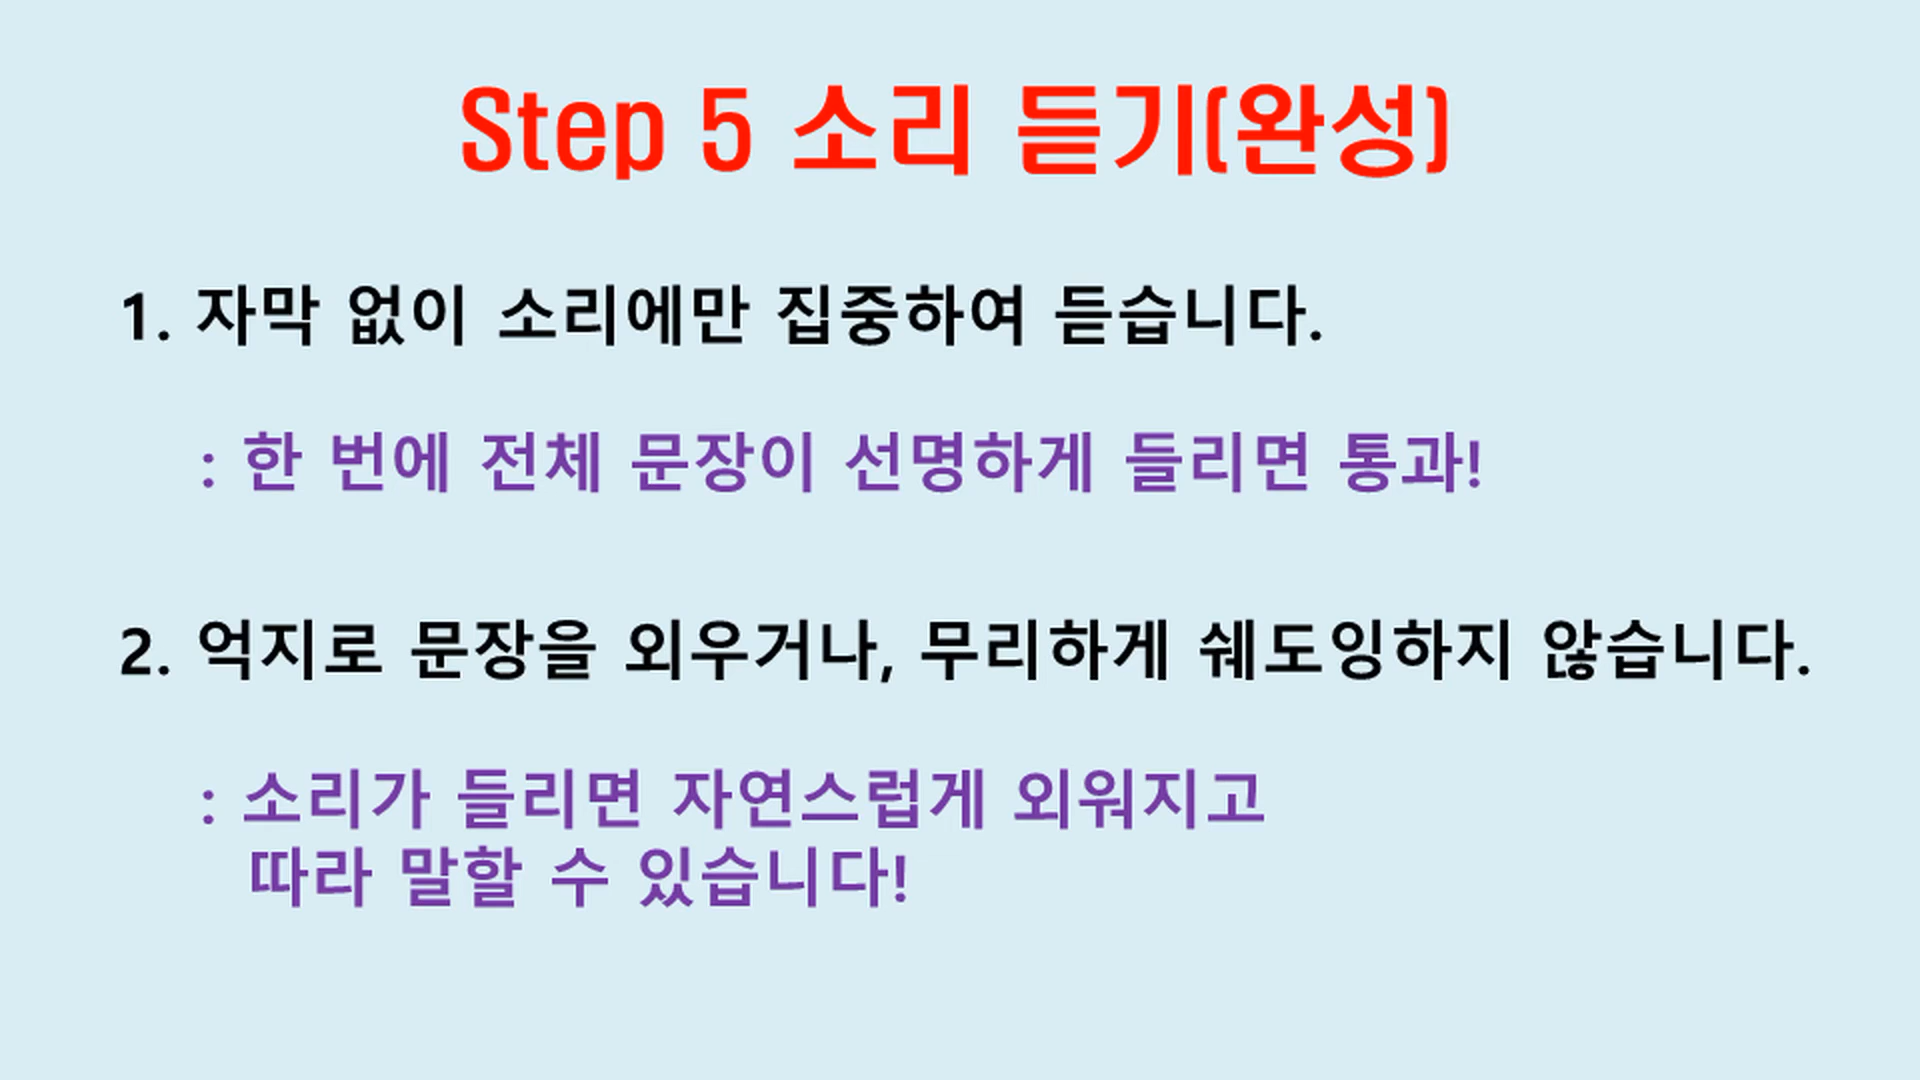 Step 5 소리 듣기(완성)
1. 자막 없이 소리에만 집중하여 듣습니다.
: 한 번에 전체 문장이 선명하게 들리면 통과!
2. 억지로 문장을 외우거나, 무리하게 쉐도잉하지 않습니다.
: 소리가 들리면 자연스럽게 외워지고
따라 말할 수 있습니다!